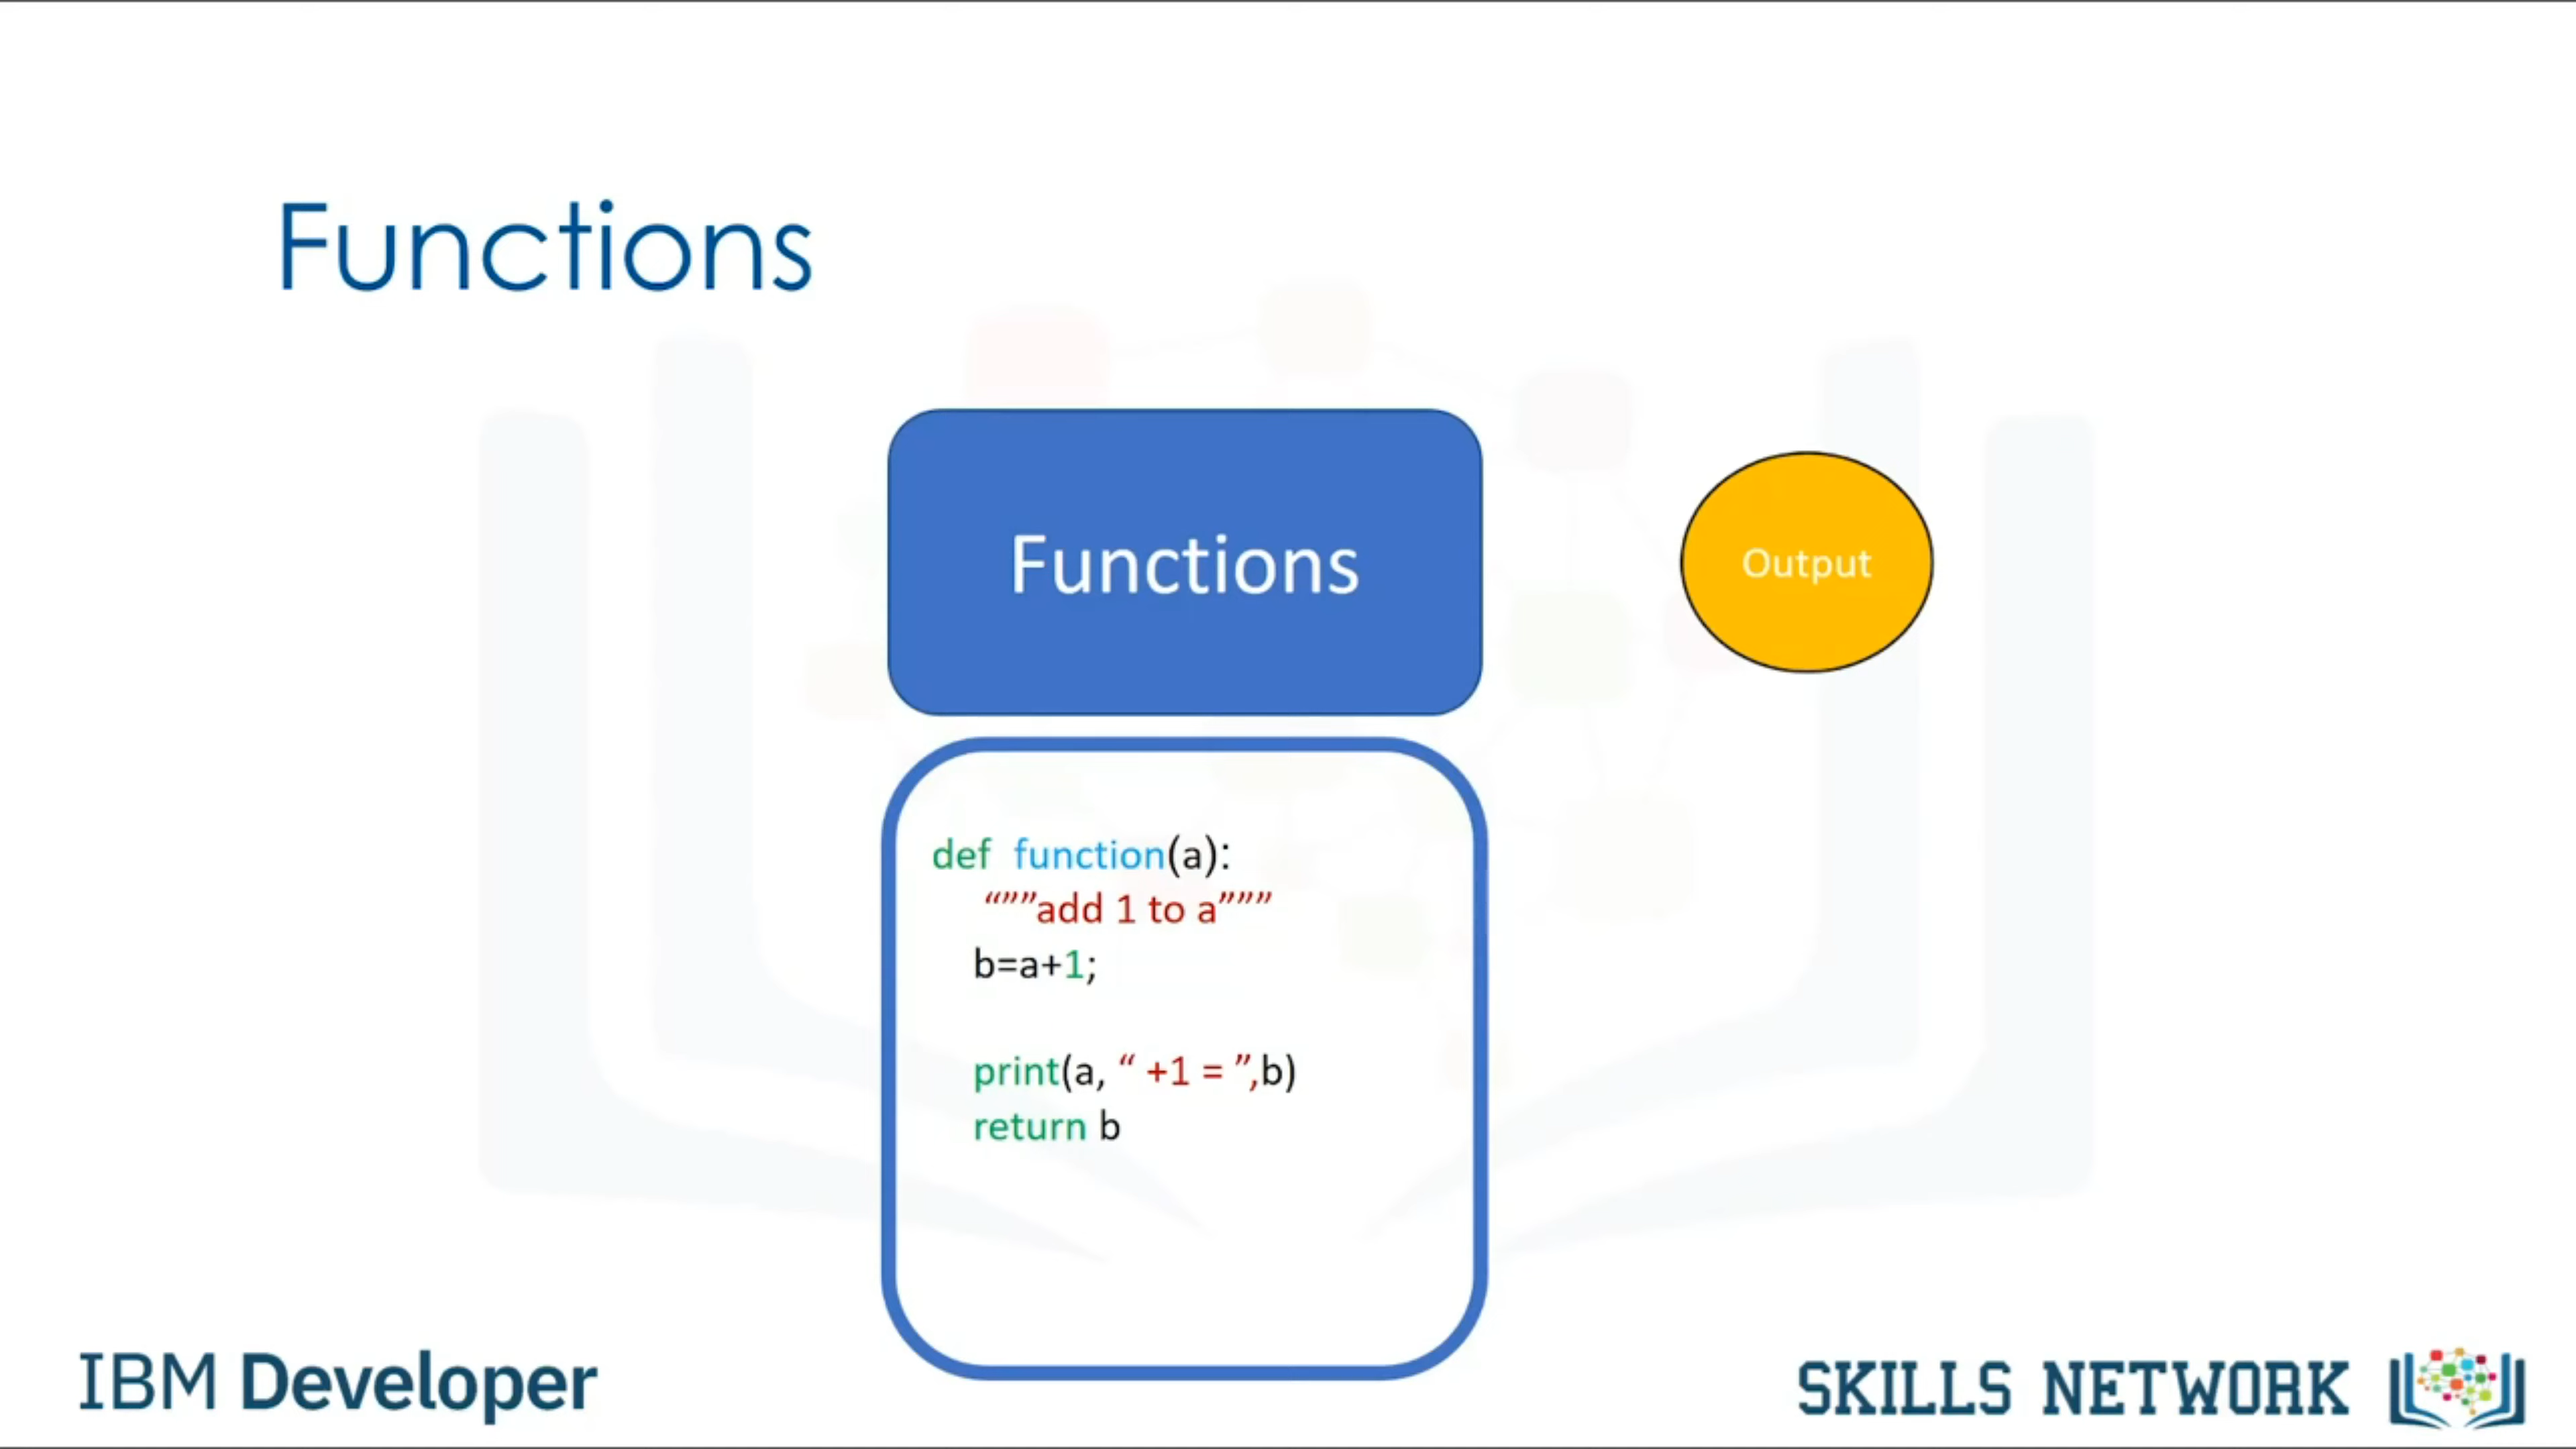 Functions
Functions
Output
def function(a):
“””add 1 to a”””
b=a+1;
print(a, “ +1 = ”,b)
return b
IBM Developer
SKILLS NETWORK